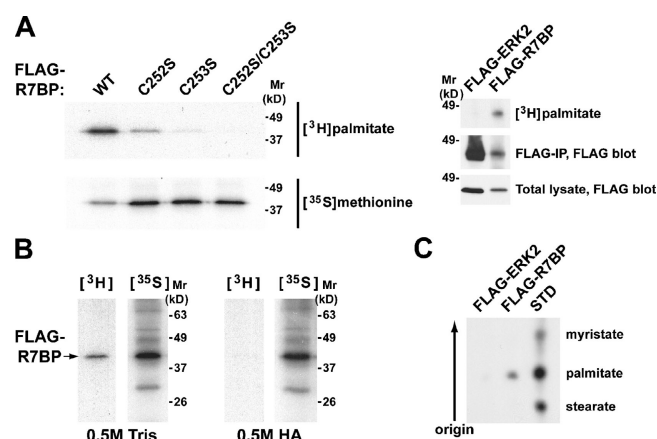 A
FLAG-
R7BP:
WT
C252S
C253S
C252S/C253S
Mr
(kD)
-49
-37
[³H]palmitate
-49
-37
[³⁵S]methionine
FLAG-ERK2
FLAG-R7BP
Mr
(kD)
49-
[³H]palmitate
FLAG-IP, FLAG blot
49-
Total lysate, FLAG blot
B
[³H] [³⁵S] Mr
(kD)
-63
-49
-37
-26
FLAG-
R7BP
0.5M Tris
[³H] [³⁵S] Mr
(kD)
-63
-49
-37
-26
0.5M HA
C
FLAG-ERK2
FLAG-R7BP
STD
myristate
palmitate
stearate
origin